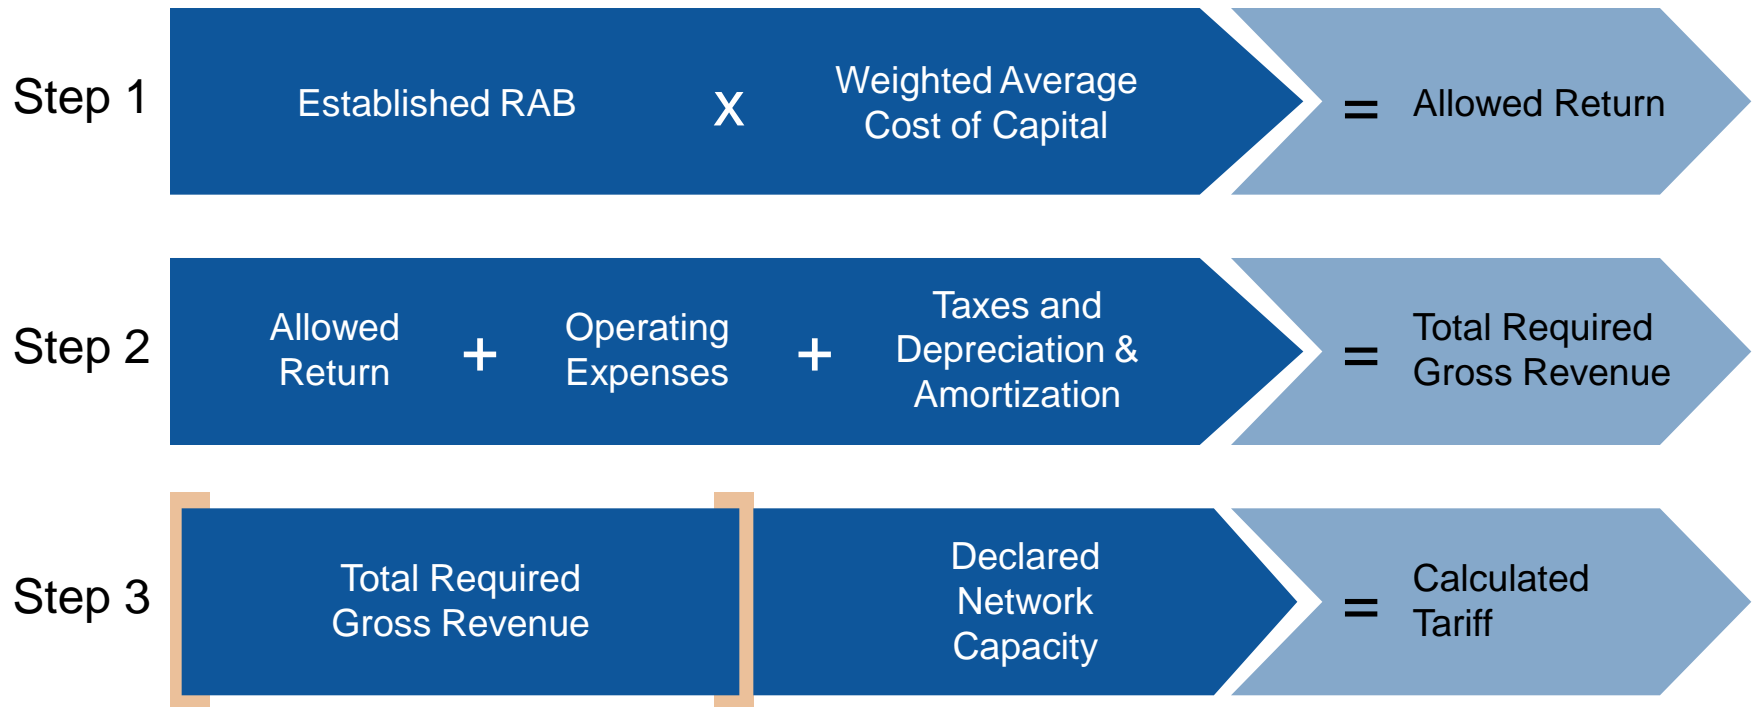 Step 1
Established RAB
x
Weighted Average
Cost of Capital
=
Allowed Return
Step 2
Allowed
Return
+
Operating
Expenses
+
Taxes and
Depreciation &
Amortization
=
Total Required
Gross Revenue
Step 3
Total Required
Gross Revenue
Declared
Network
Capacity
=
Calculated
Tariff